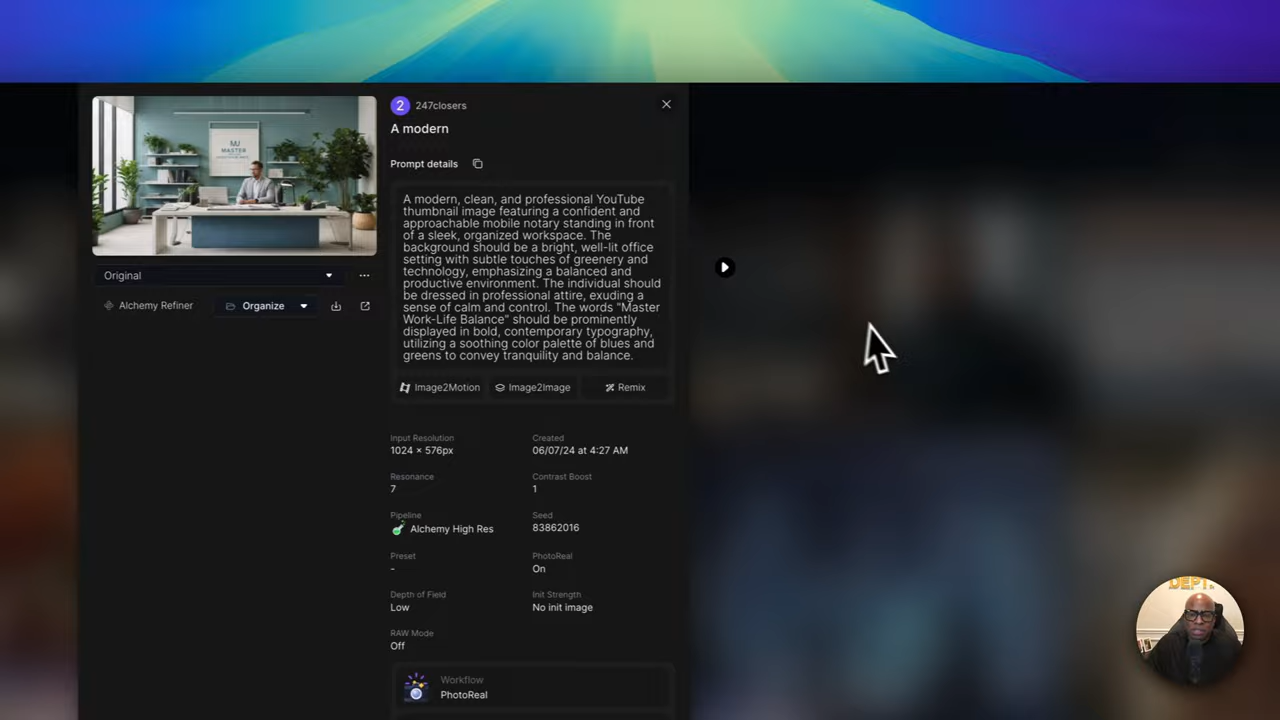 MASTER
2 247closers
A modern
Prompt details
A modern, clean, and professional YouTube
thumbnail image featuring a confident and
approachable mobile notary standing in front
of a sleek, organized workspace. The
background should be a bright, well-lit office
setting with subtle touches of greenery and
technology, emphasizing a balanced and
productive environment. The individual should
be dressed in professional attire, exuding a
sense of calm and control. The words "Master
Work-Life Balance" should be prominently
displayed in bold, contemporary typography,
utilizing a soothing color palette of blues and
greens to convey tranquility and balance.
Original
Alchemy Refiner
Organize
Image2Motion
Image2Image
Remix
Input Resolution
1024 × 576px
Created
06/07/24 at 4:27 AM
Resonance
7
Contrast Boost
1
Pipeline
Alchemy High Res
Seed
83862016
Preset
-
PhotoReal
On
Depth of Field
Low
Init Strength
No init image
RAW Mode
Off
Workflow
PhotoReal
DEPT